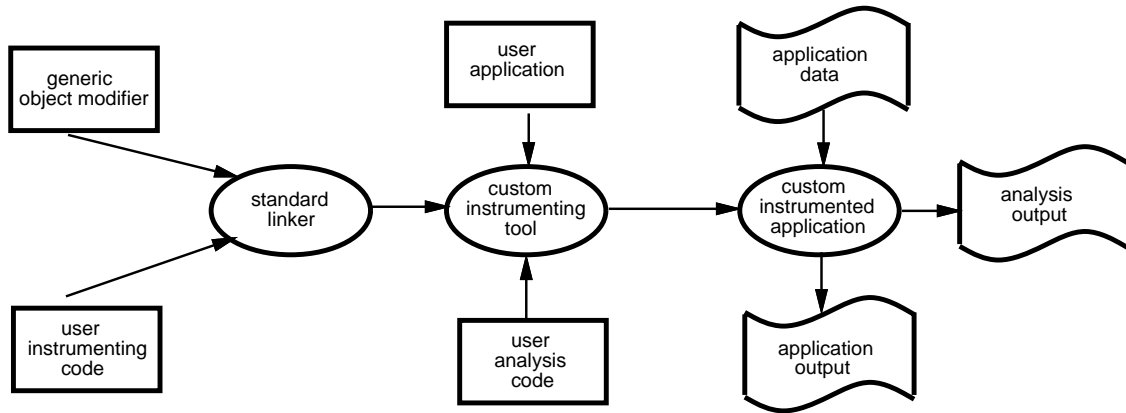 generic
object modifier
user
instrumenting
code
standard
linker
user
application
custom
instrumenting
tool
user
analysis
code
application
data
custom
instrumented
application
application
output
analysis
output